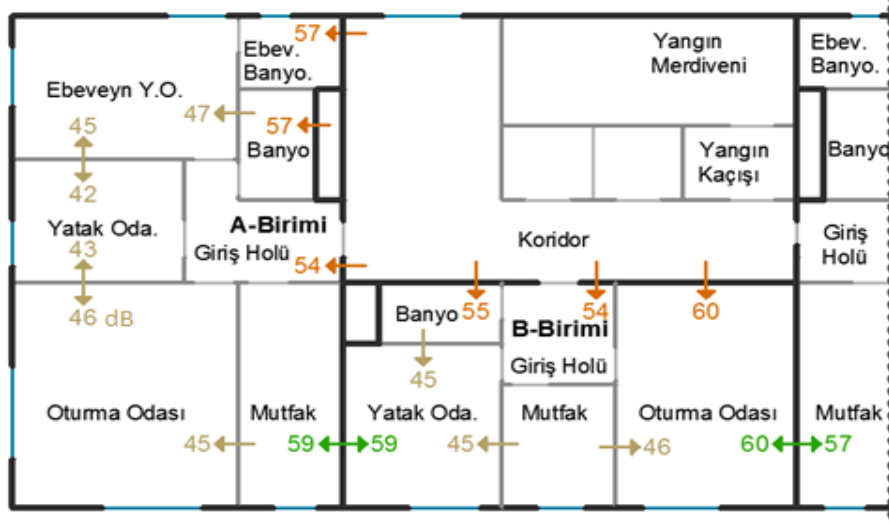 57
Ebev.
Banyo.
Yangın
Merdiveni
Ebev.
Banyo.
Ebeveyn Y.O.
47
45
57
Banyo
Yangın
Kaçışı
Banyo
42
Yatak Oda.
43
A-Birimi
Giriş Holü
Koridor
Giriş
Holü
54
46 dB
Banyo
55
54
60
B-Birimi
Giriş Holü
45
Oturma Odası
Mutfak
Yatak Oda.
Mutfak
Oturma Odası
Mutfak
45
59
59
45
46
60
57